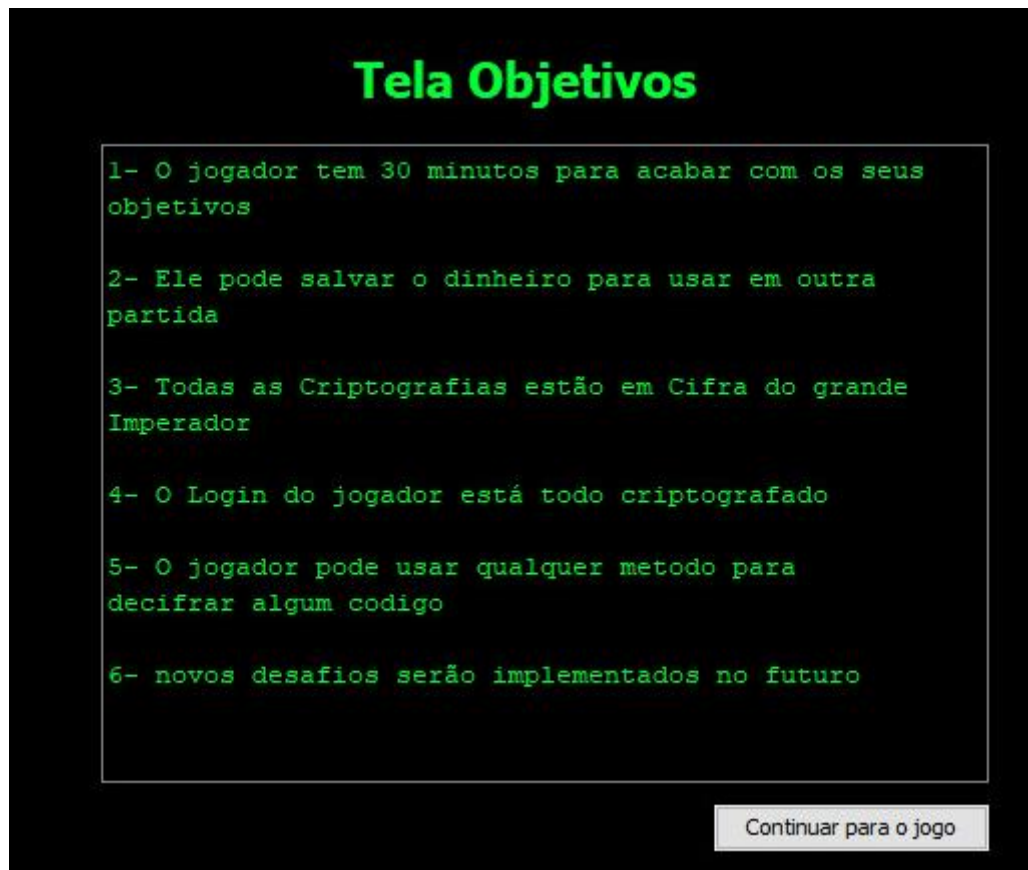 Tela Objetivos
1- O jogador tem 30 minutos para acabar com os seus
objetivos
2- Ele pode salvar o dinheiro para usar em outra
partida
3- Todas as Criptografias estão em Cifra do grande
Imperador
4- O Login do jogador está todo criptografado
5- O jogador pode usar qualquer metodo para
decifrar algum codigo
6- novos desafios serão implementados no futuro
Continuar para o jogo